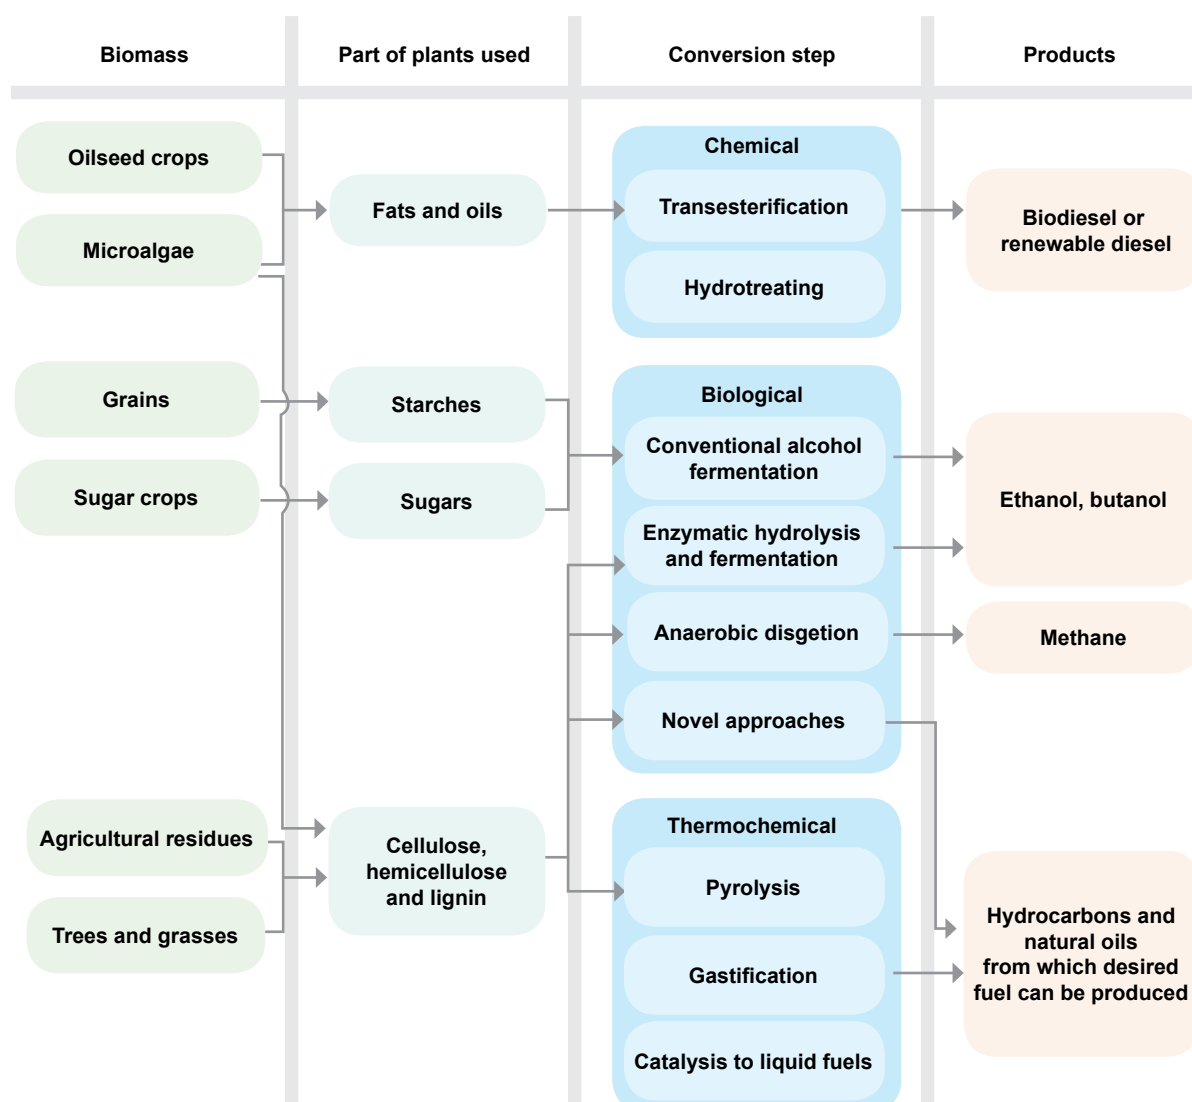 Biomass
Part of plants used
Conversion step
Products
Oilseed crops
Microalgae
Fats and oils
Chemical
Transesterification
Hydrotreating
Biodiesel or
renewable diesel
Grains
Sugar crops
Starches
Sugars
Biological
Conventional alcohol
fermentation
Enzymatic hydrolysis
and fermentation
Anaerobic disgetion
Novel approaches
Ethanol, butanol
Methane
Agricultural residues
Trees and grasses
Cellulose,
hemicellulose
and lignin
Thermochemical
Pyrolysis
Gastification
Catalysis to liquid fuels
Hydrocarbons and
natural oils
from which desired
fuel can be produced